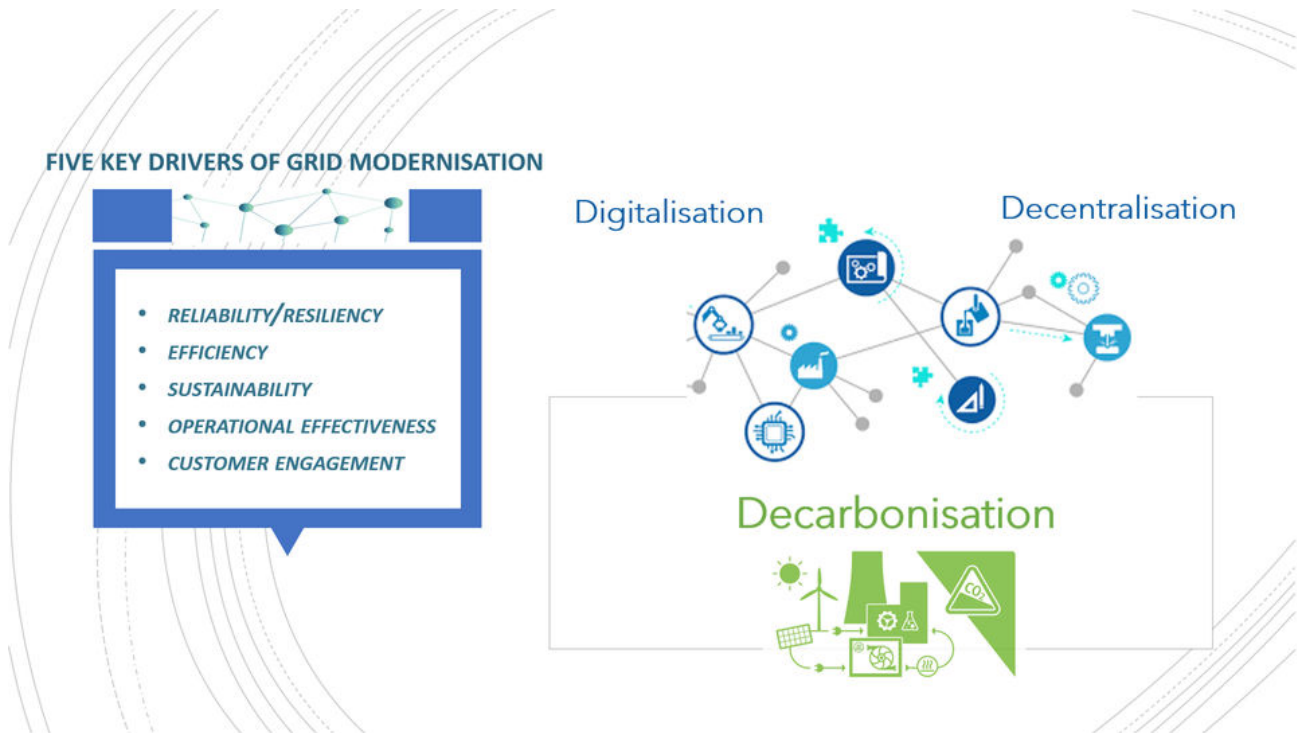 FIVE KEY DRIVERS OF GRID MODERNISATION
• RELIABILITY/RESILIENCY
• EFFICIENCY
• SUSTAINABILITY
• OPERATIONAL EFFECTIVENESS
• CUSTOMER ENGAGEMENT
Digitalisation
Decentralisation
Decarbonisation
CO₂